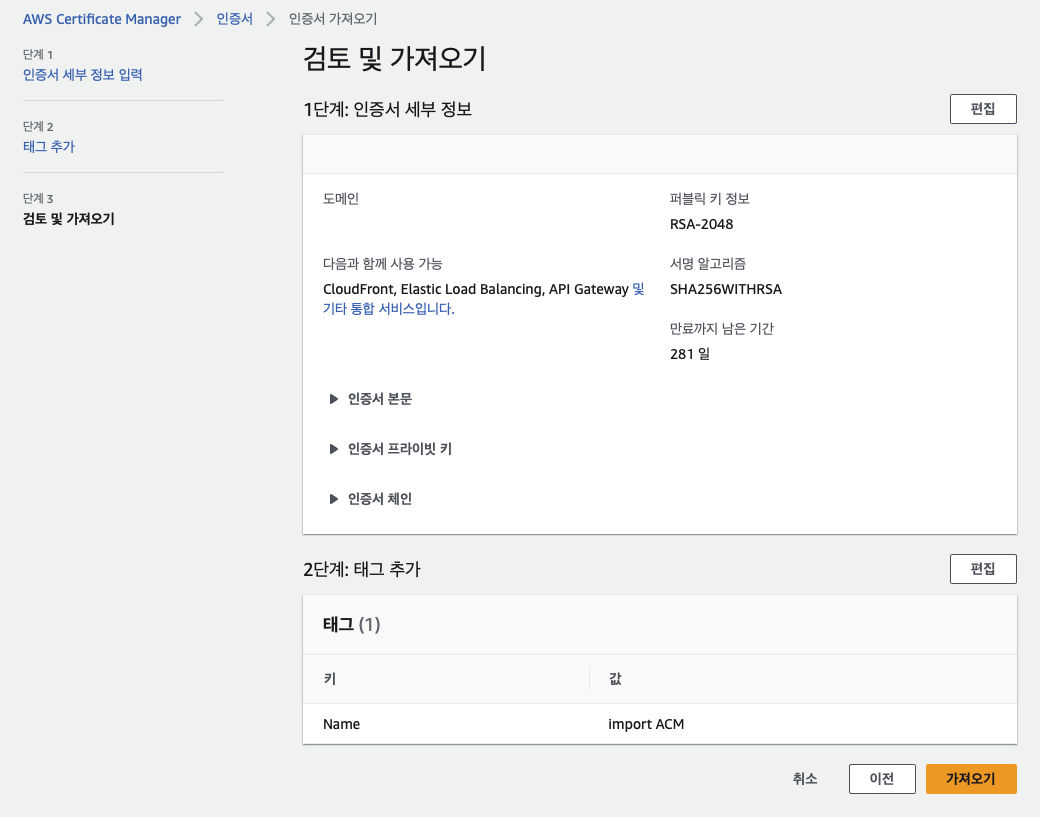 AWS Certificate Manager > 인증서 > 인증서 가져오기
단계 1
인증서 세부 정보 입력
단계 2
태그 추가
단계 3
검토 및 가져오기
검토 및 가져오기
1단계: 인증서 세부 정보
편집
도메인
퍼블릭 키 정보
RSA-2048
다음과 함께 사용 가능
CloudFront, Elastic Load Balancing, API Gateway 및
기타 통합 서비스입니다.
서명 알고리즘
SHA256WITHRSA
만료까지 남은 기간
281 일
인증서 본문
인증서 프라이빗 키
인증서 체인
2단계: 태그 추가
편집
태그 (1)
키 값
Name import ACM
취소 이전 가져오기